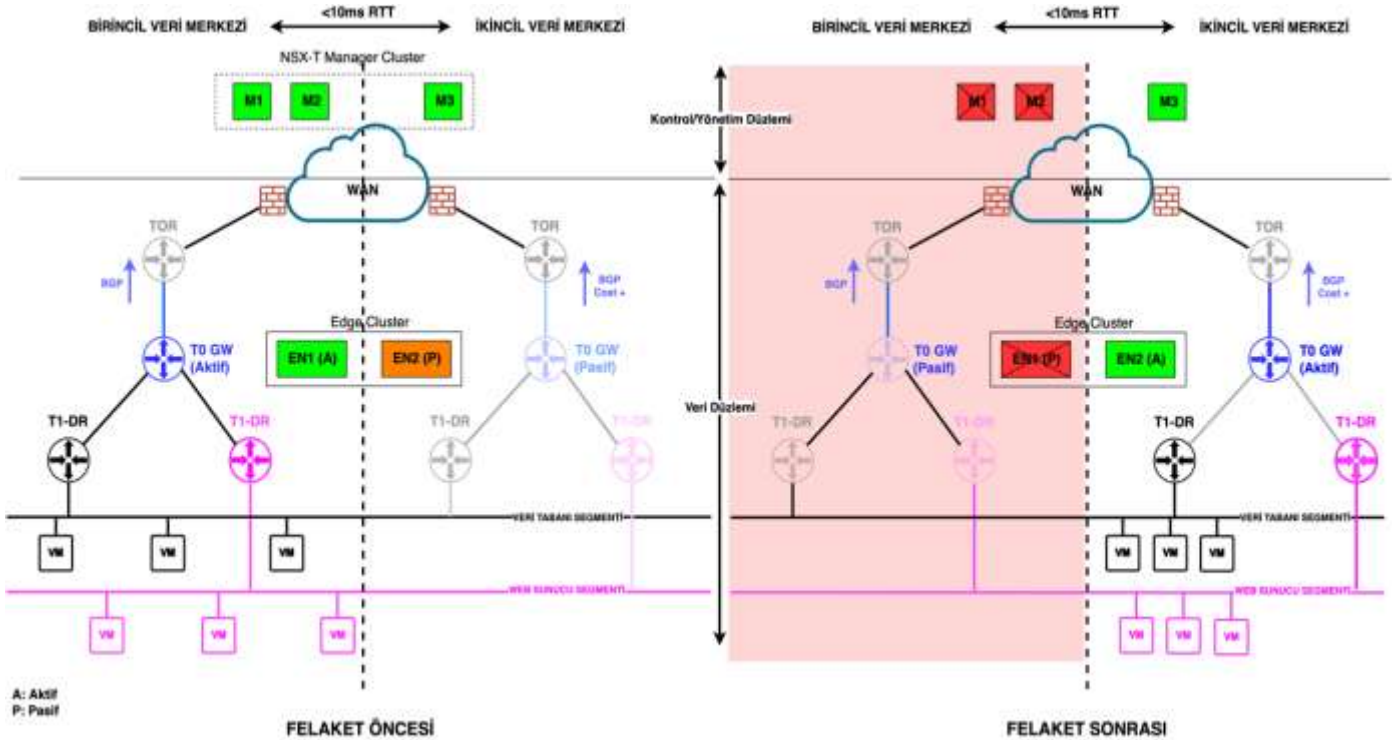 <10ms RTT
BİRİNCİL VERİ MERKEZİ
İKİNCİL VERİ MERKEZİ
NSX-T Manager Cluster
M1
M2
M3
WAN
TOR
TOR
BGP
BGP
Cost +
Edge Cluster
EN1 (A)
EN2 (P)
T0 GW
(Aktif)
T0 GW
(Pasif)
T1-DR
T1-DR
T1-DR
T1-DR
VERİ TABANI SEGMENTİ
VM
VM
VM
WEB SUNUCU SEGMENTİ
VM
VM
VM
A: Aktif
P: Pasif
FELAKET ÖNCESİ
<10ms RTT
BİRİNCİL VERİ MERKEZİ
İKİNCİL VERİ MERKEZİ
Kontrol/Yönetim Düzlemi
M1
M2
M3
WAN
TOR
TOR
BGP
BGP
Cost +
Edge Cluster
EN1 (P)
EN2 (A)
T0 GW
(Pasif)
T0 GW
(Aktif)
Veri Düzlemi
T1-DR
T1-DR
T1-DR
T1-DR
VERİ TABANI SEGMENTİ
VM
VM
VM
WEB SUNUCU SEGMENTİ
VM
VM
VM
FELAKET SONRASI